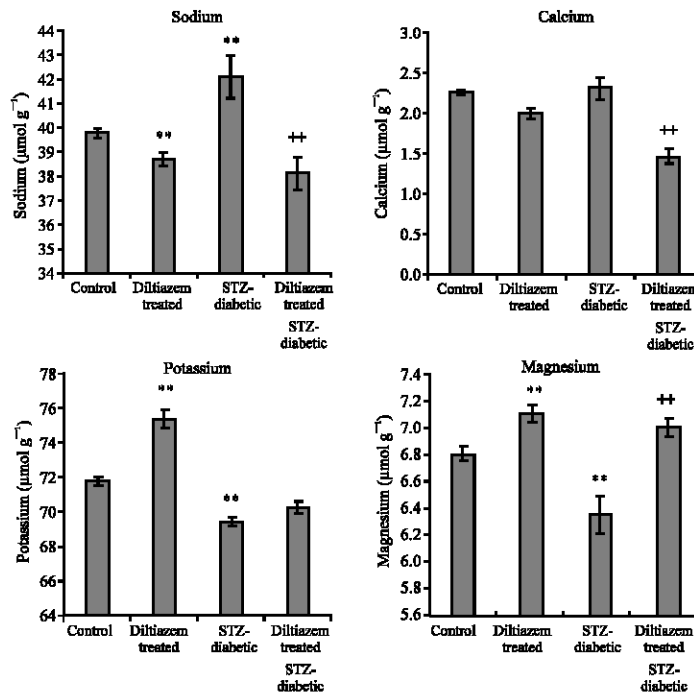 Sodium
Sodium (μmol g⁻¹)
44
43
42
41
40
39
38
37
36
35
34
**
**
++
Control
Diltiazem treated
STZ-diabetic
Diltiazem treated STZ-diabetic
Calcium
Calcium (μmol g⁻¹)
3.0
2.5
2.0
1.5
1.0
0.5
0.0
++
Control
Diltiazem treated
STZ-diabetic
Diltiazem treated STZ-diabetic
Potassium
Potassium (μmol g⁻¹)
78
76
74
72
70
68
66
64
**
**
Control
Diltiazem treated
STZ-diabetic
Diltiazem treated STZ-diabetic
Magnesium
Magnesium (μmol g⁻¹)
7.4
7.2
7.0
6.8
6.6
6.4
6.2
6.0
5.8
5.6
**
**
++
Control
Diltiazem treated
STZ-diabetic
Diltiazem treated STZ-diabetic